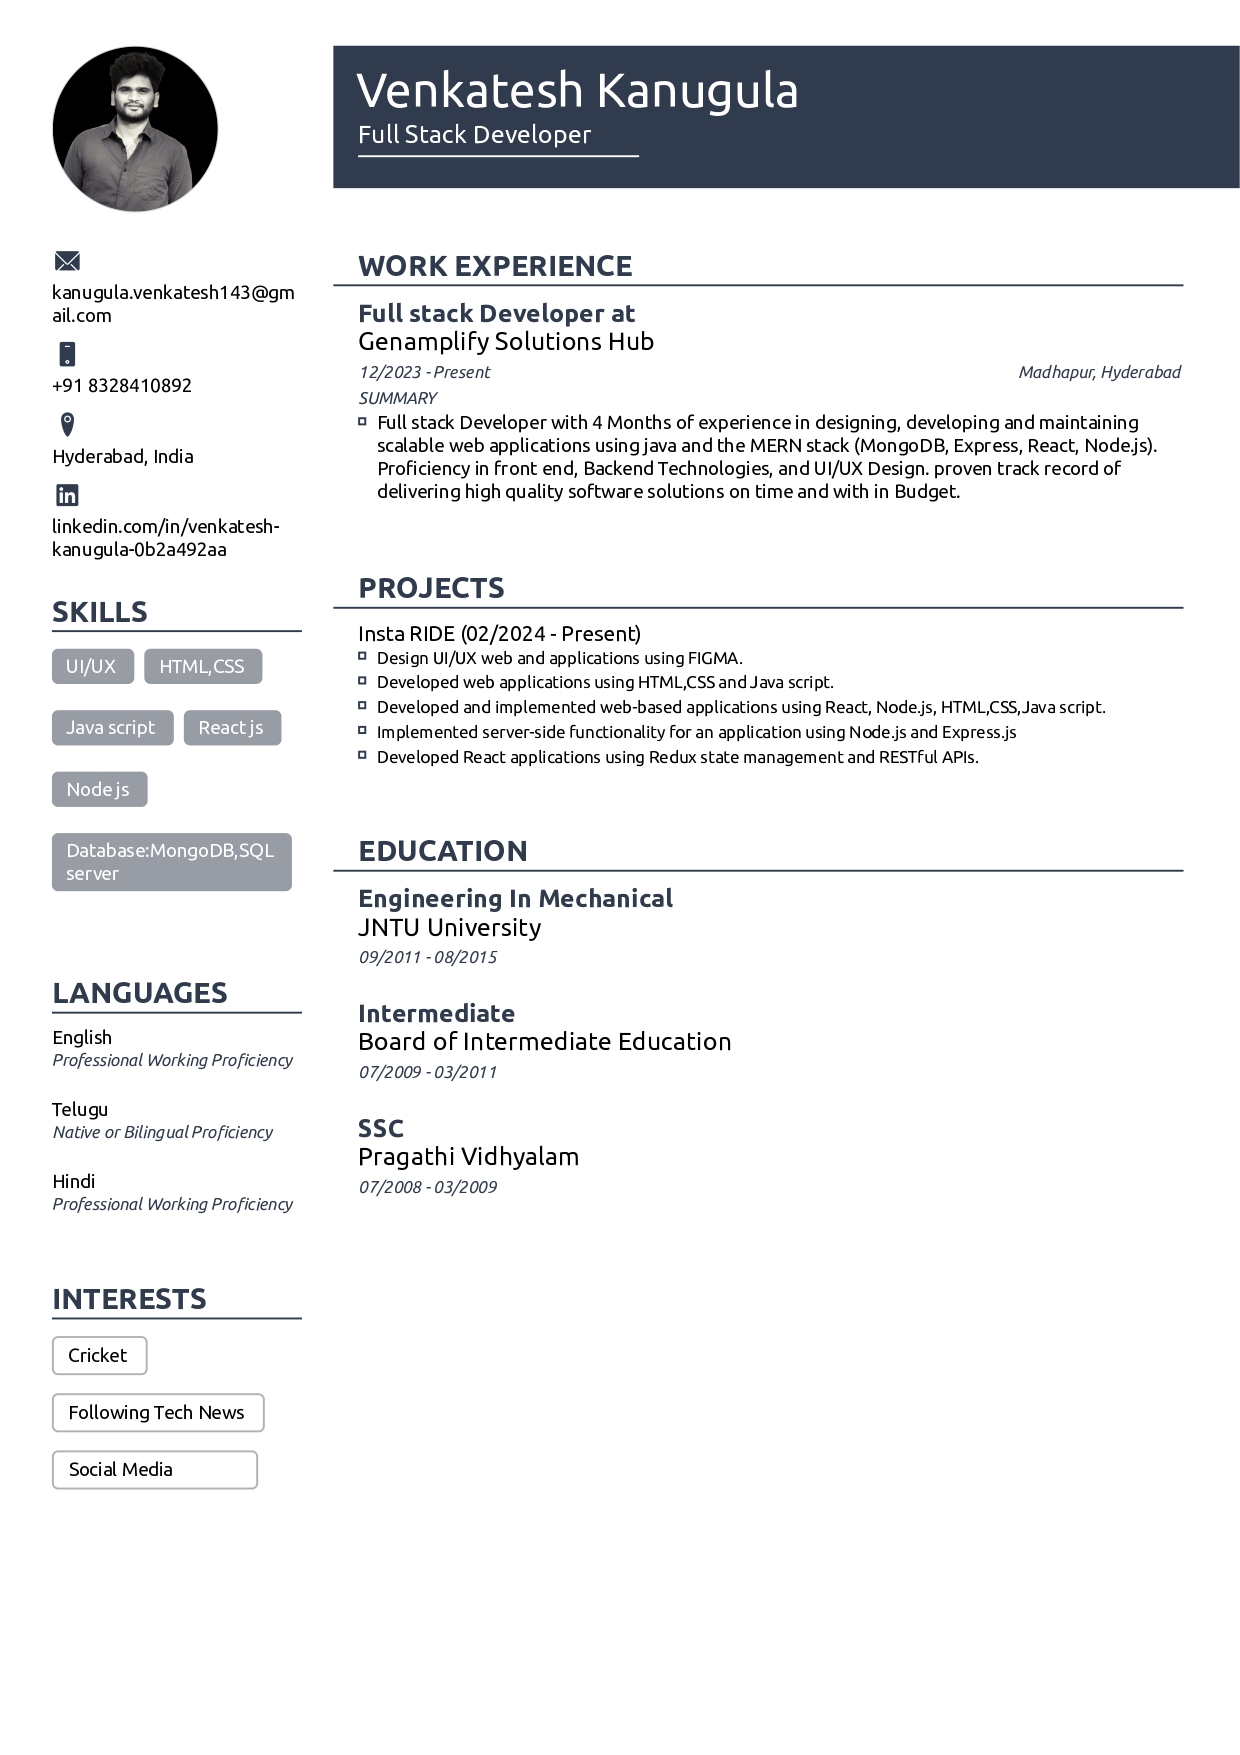 Venkatesh Kanugula
Full Stack Developer
kanugula.venkatesh143@gm
ail.com
+91 8328410892
Hyderabad, India
linkedin.com/in/venkatesh-
kanugula-0b2a492aa
SKILLS
UI/UX HTML,CSS
Java script React js
Node js
Database:MongoDB,SQL
server
LANGUAGES
English
Professional Working Proficiency
Telugu
Native or Bilingual Proficiency
Hindi
Professional Working Proficiency
INTERESTS
Cricket
Following Tech News
Social Media
WORK EXPERIENCE
Full stack Developer at
Genamplify Solutions Hub
12/2023 - Present Madhapur, Hyderabad
SUMMARY
Full stack Developer with 4 Months of experience in designing, developing and maintaining
scalable web applications using java and the MERN stack (MongoDB, Express, React, Node.js).
Proficiency in front end, Backend Technologies, and UI/UX Design. proven track record of
delivering high quality software solutions on time and with in Budget.
PROJECTS
Insta RIDE (02/2024 - Present)
Design UI/UX web and applications using FIGMA.
Developed web applications using HTML,CSS and Java script.
Developed and implemented web-based applications using React, Node.js, HTML,CSS,Java script.
Implemented server-side functionality for an application using Node.js and Express.js
Developed React applications using Redux state management and RESTful APIs.
EDUCATION
Engineering In Mechanical
JNTU University
09/2011 - 08/2015
Intermediate
Board of Intermediate Education
07/2009 - 03/2011
SSC
Pragathi Vidhyalam
07/2008 - 03/2009